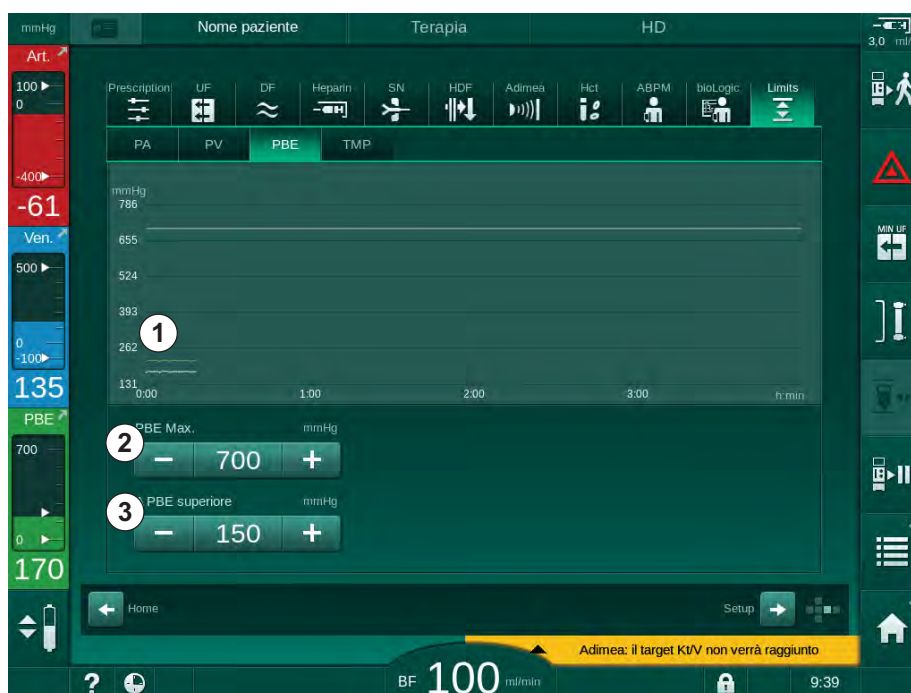 mmHg
Nome paziente
Terapia
HD
3,0 ml/
Art.
100
0
-400
-61
Ven.
500
0
-100
135
PBE
700
0
170
Prescription
UF
DF
Heparin
SN
HDF
Adimea
Hct
ABPM
bioLogic
Limits
PA
PV
PBE
TMP
mmHg
786
655
524
393
262
131
0:00
1:00
2:00
3:00
h:min
1
2
PBE Max.
mmHg
− 700 +
3
PBE superiore
mmHg
− 150 +
MIN UF
Home
Setup
Adimea: il target Kt/V non verrà raggiunto
?
BF 100 ml/min
9:39